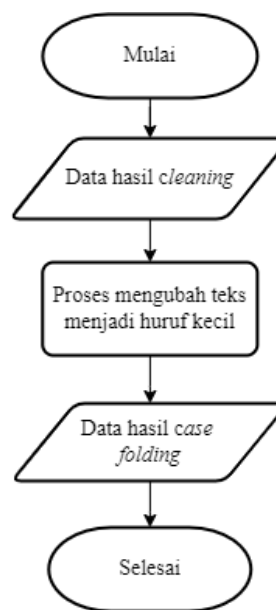 Mulai
Data hasil cleaning
Proses mengubah teks
menjadi huruf kecil
Data hasil case
folding
Selesai